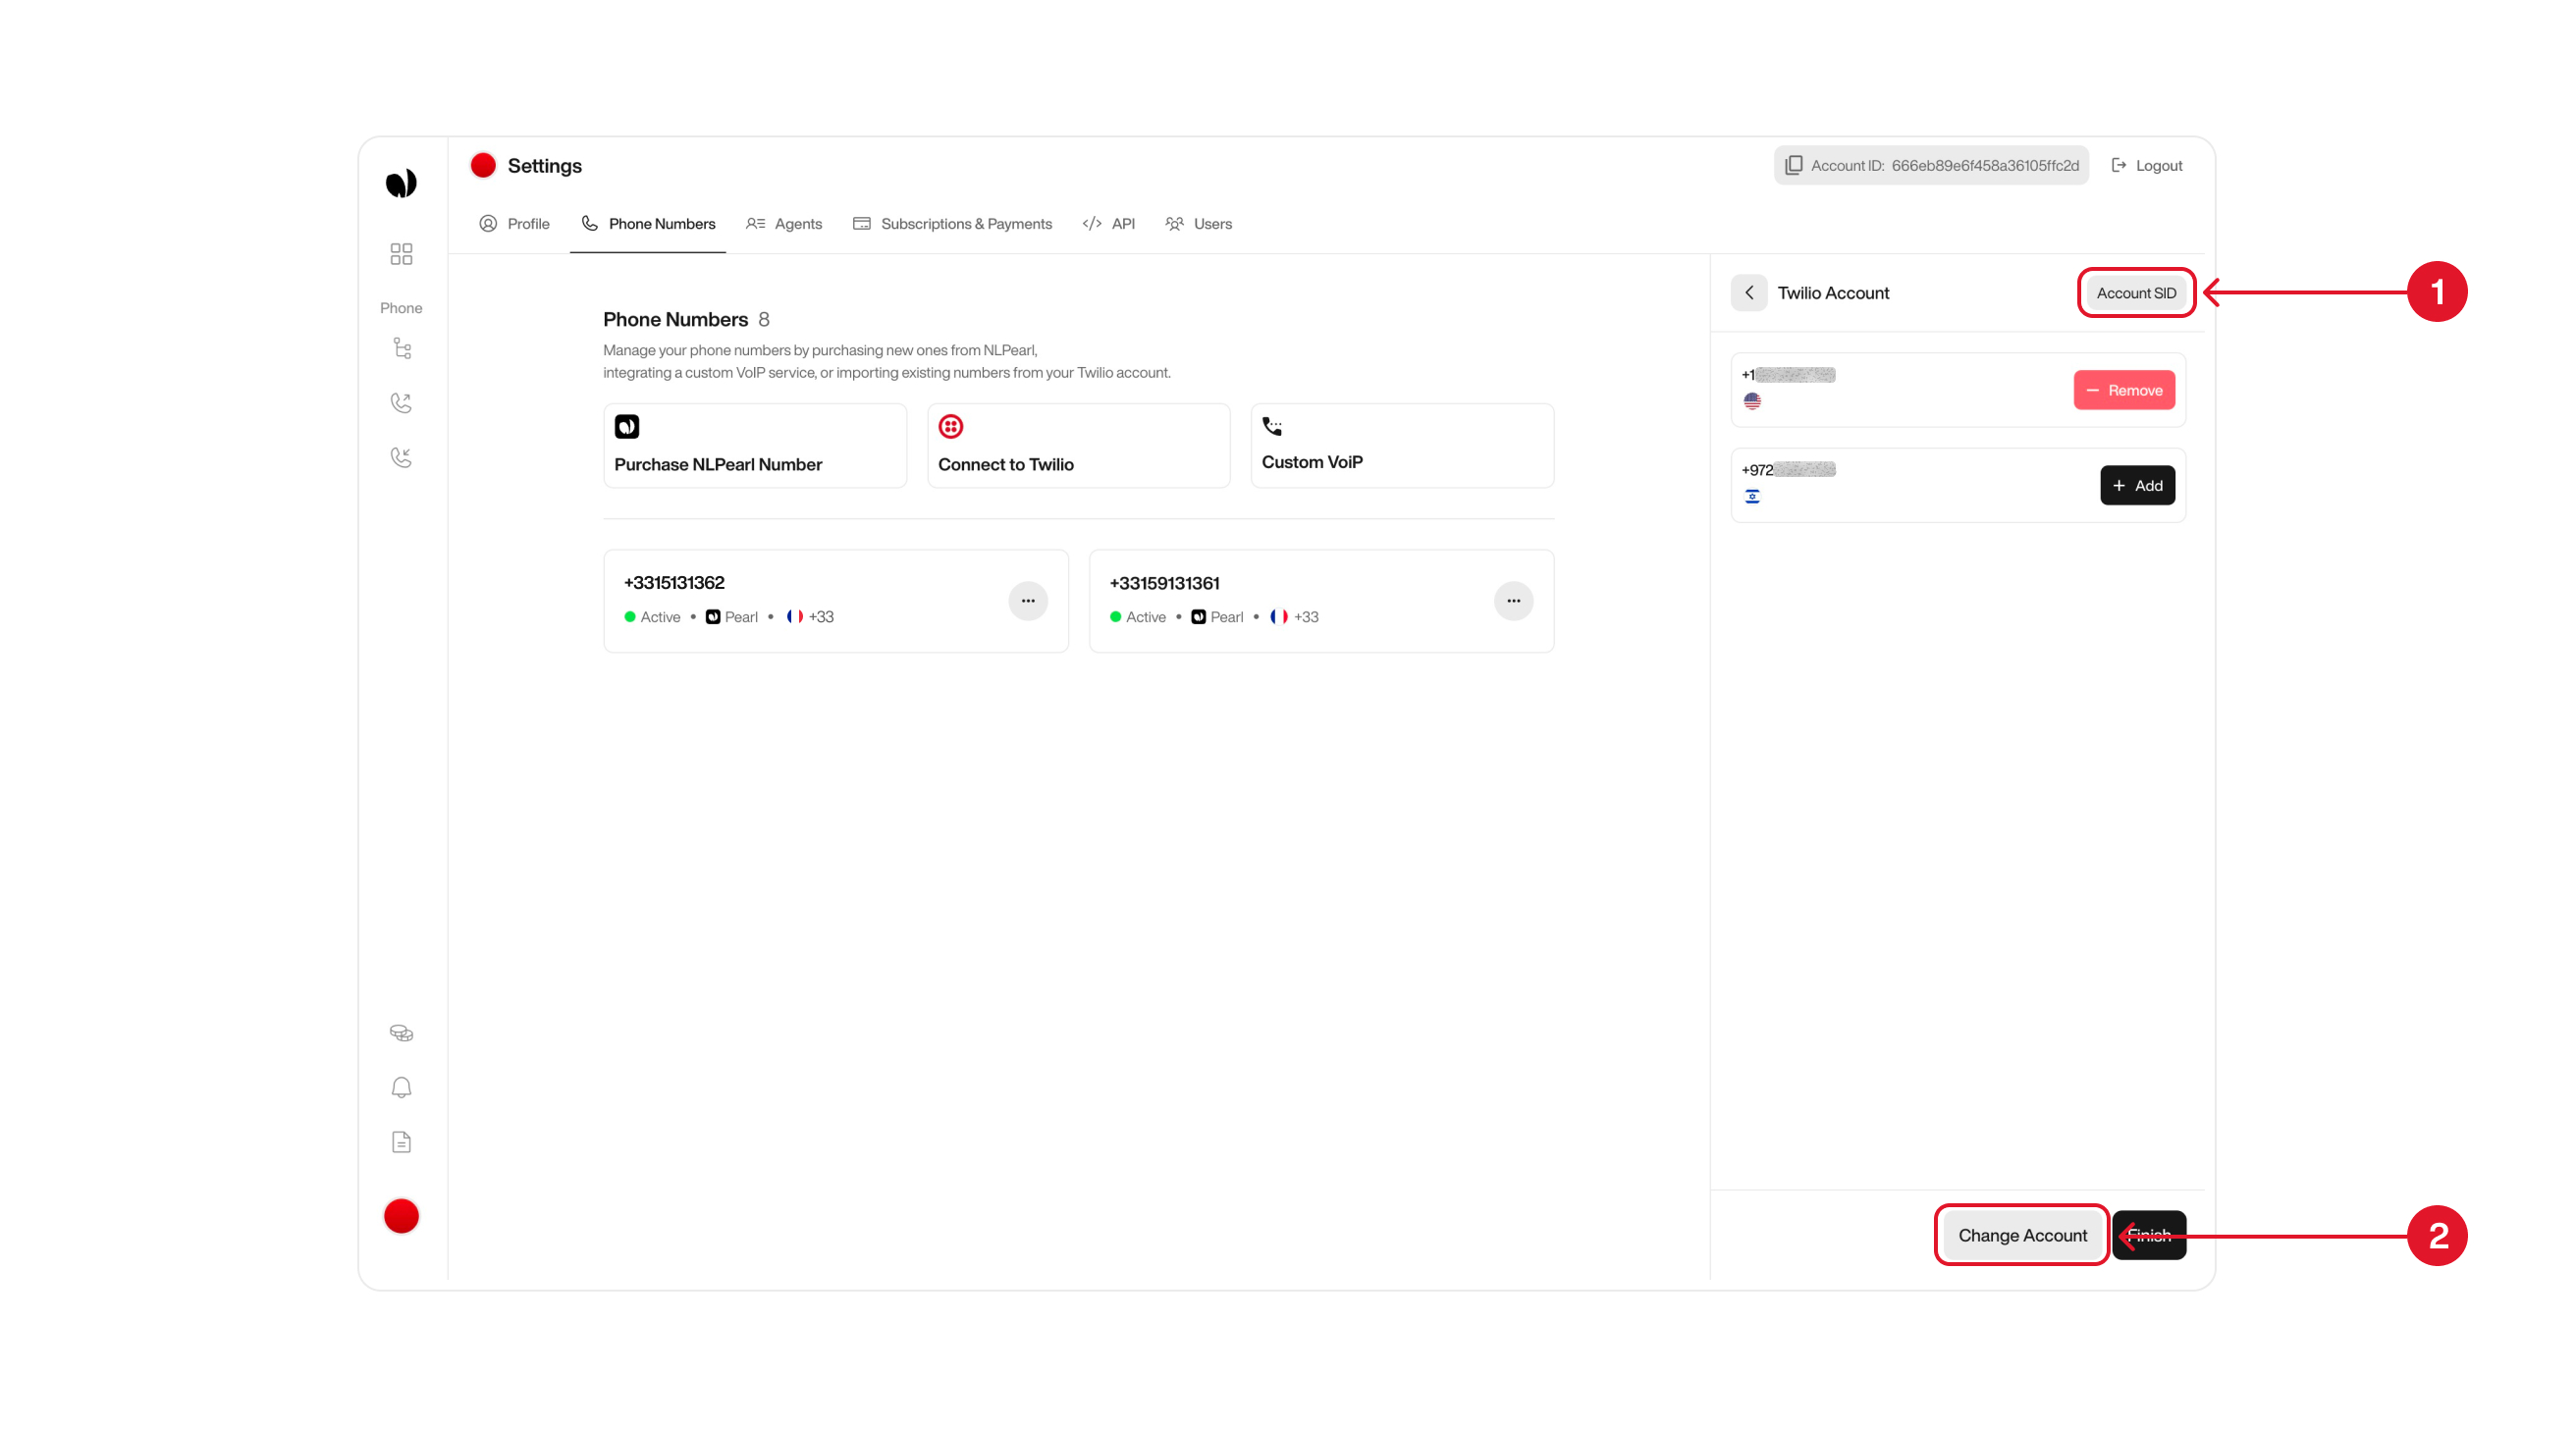 Settings
Account ID: 666eb89e6f458a36105ffc2d
Logout
Profile
Phone Numbers
Agents
Subscriptions & Payments
API
Users
Phone
Phone Numbers 8
Manage your phone numbers by purchasing new ones from NLPearl,
integrating a custom VoIP service, or importing existing numbers from your Twilio account.
Purchase NLPearl Number
Connect to Twilio
Custom VoiP
+3315131362
Active • Pearl • +33
+33159131361
Active • Pearl • +33
Twilio Account
Account SID
1
+1
Remove
+972
+ Add
Change Account
Finish
2